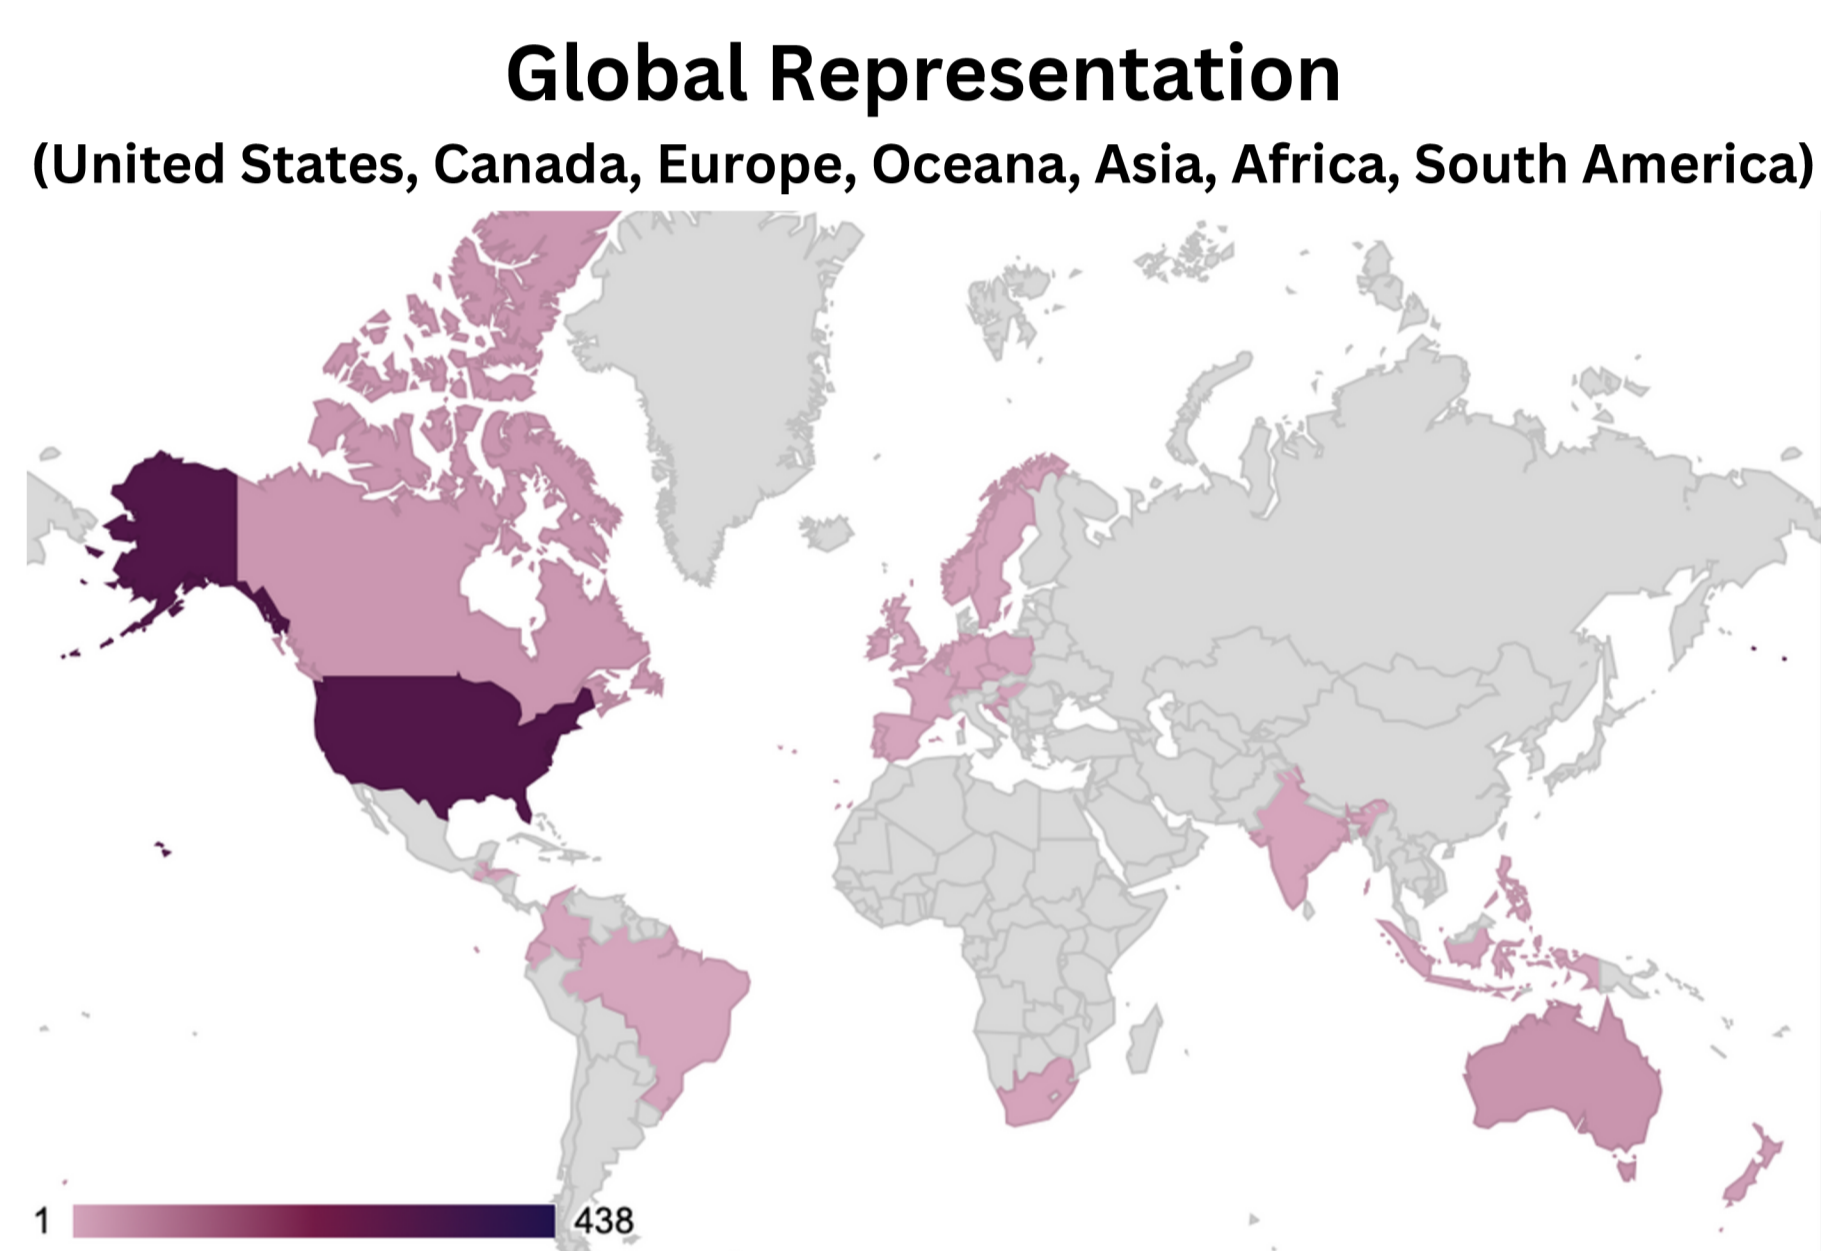 Global Representation
(United States, Canada, Europe, Oceana, Asia, Africa, South America)
1 438